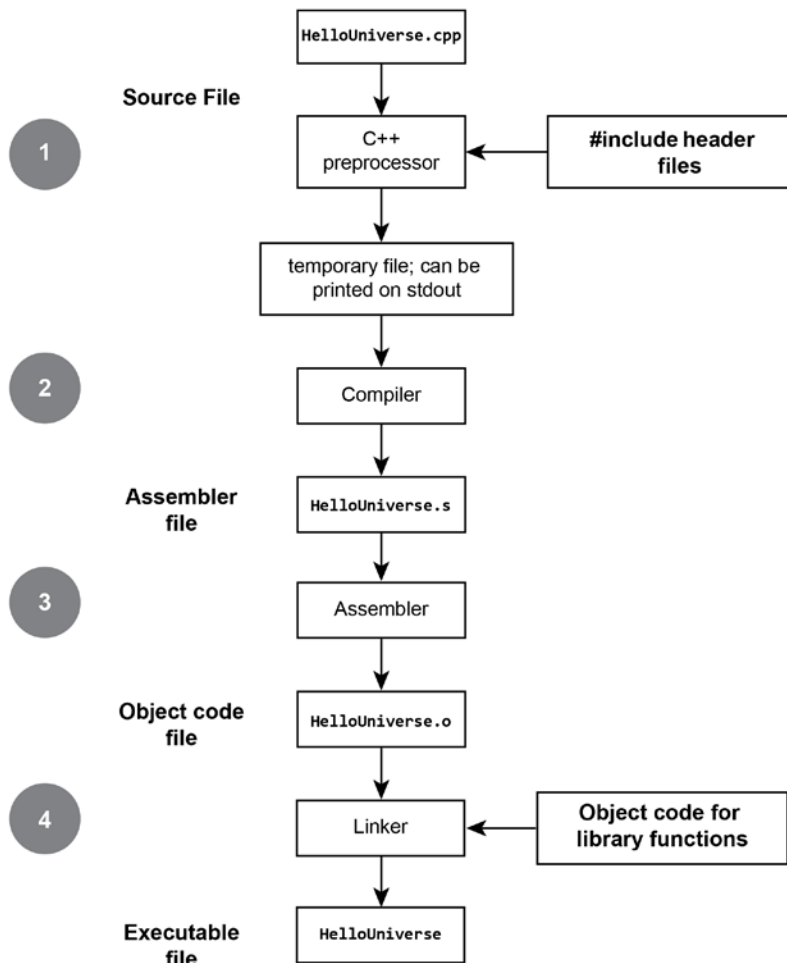 HelloUniverse.cpp
Source File
1
C++
preprocessor
#include header
files
temporary file; can be
printed on stdout
2
Compiler
Assembler
file
HelloUniverse.s
3
Assembler
Object code
file
HelloUniverse.o
4
Linker
Object code for
library functions
Executable
file
HelloUniverse